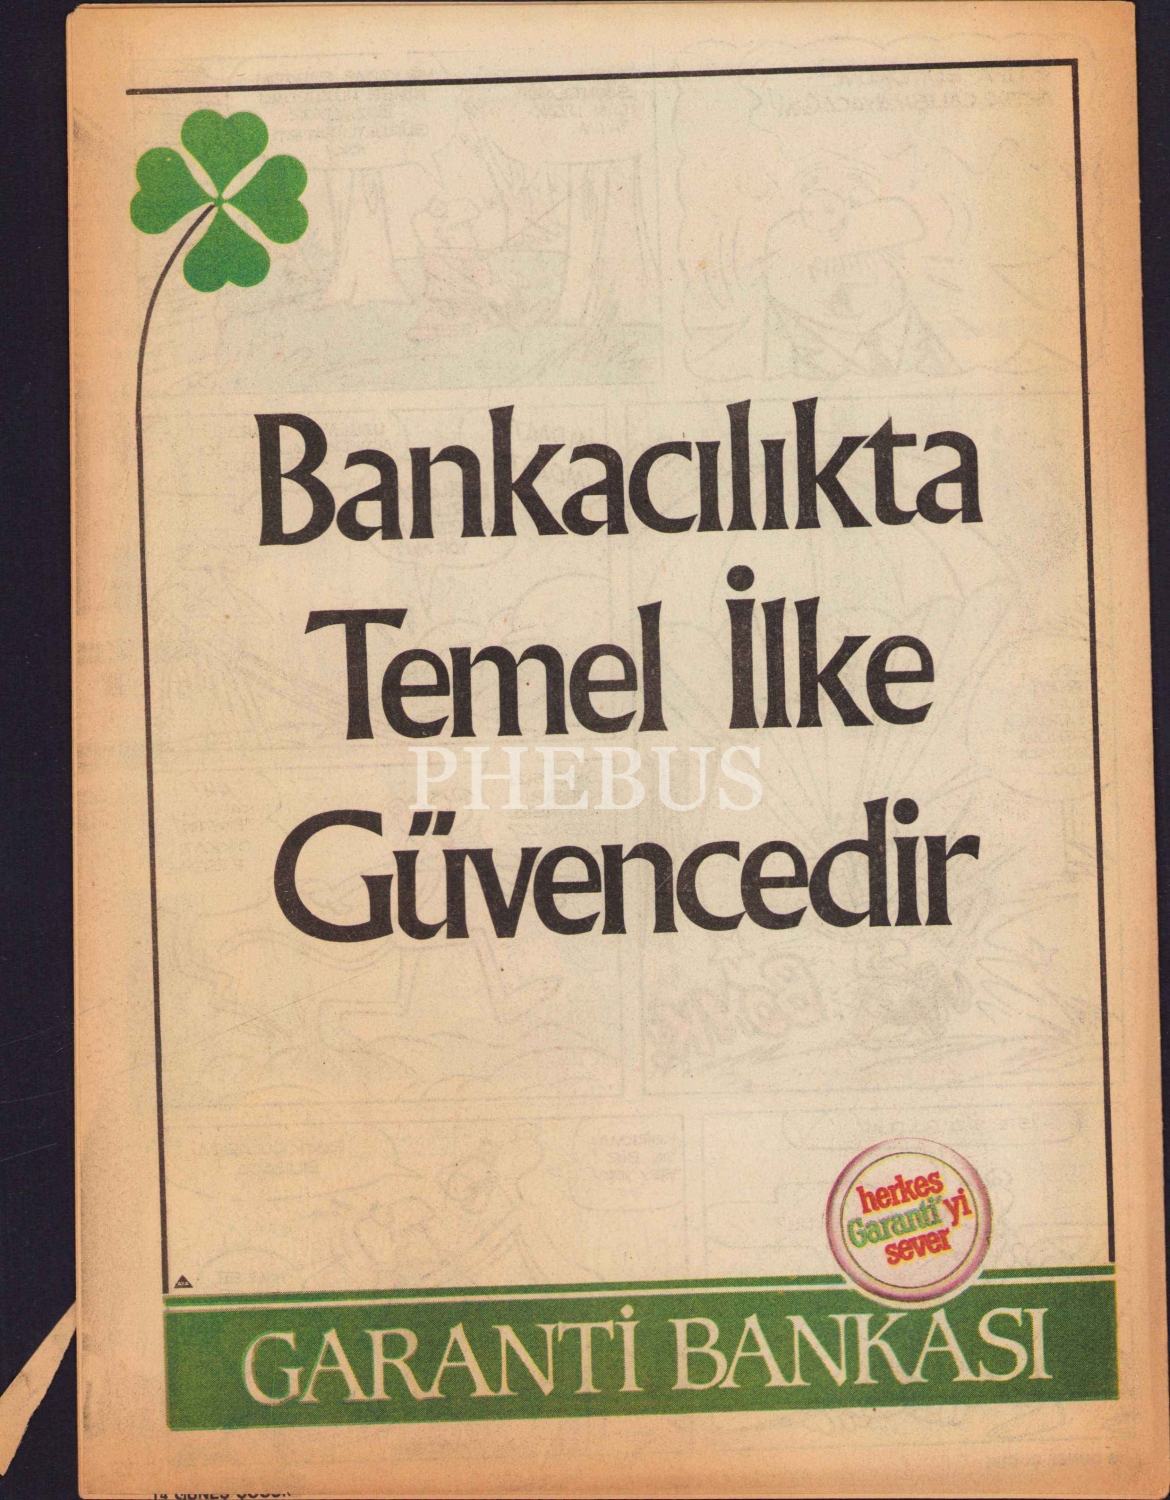 Bankacılıkta
Temel İlke
PHEBUS
Güvencedir
herkes
Garanti'yi
sever
GARANTİ BANKASI